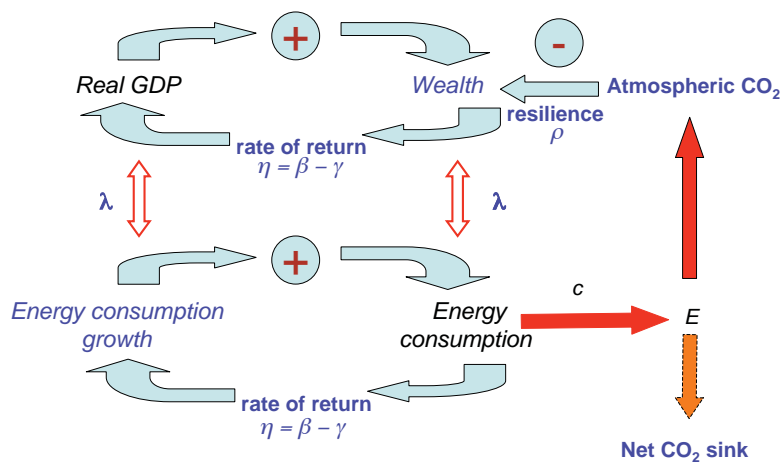 +
-
Real GDP
Wealth
Atmospheric CO₂
resilience
ρ
rate of return
η = β − γ
λ
λ
+
Energy consumption
growth
Energy
consumption
c
E
rate of return
η = β − γ
Net CO₂ sink